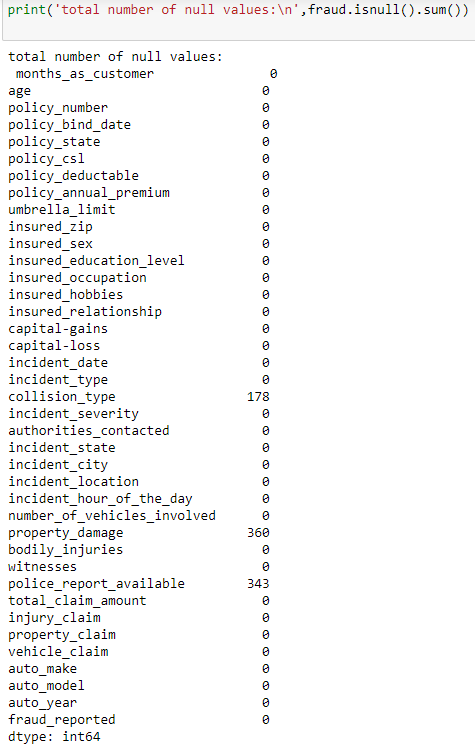 print('total number of null values:\n',fraud.isnull().sum())
total number of null values:
months_as_customer 0
age 0
policy_number 0
policy_bind_date 0
policy_state 0
policy_csl 0
policy_deductable 0
policy_annual_premium 0
umbrella_limit 0
insured_zip 0
insured_sex 0
insured_education_level 0
insured_occupation 0
insured_hobbies 0
insured_relationship 0
capital-gains 0
capital-loss 0
incident_date 0
incident_type 0
collision_type 178
incident_severity 0
authorities_contacted 0
incident_state 0
incident_city 0
incident_location 0
incident_hour_of_the_day 0
number_of_vehicles_involved 0
property_damage 360
bodily_injuries 0
witnesses 0
police_report_available 343
total_claim_amount 0
injury_claim 0
property_claim 0
vehicle_claim 0
auto_make 0
auto_model 0
auto_year 0
fraud_reported 0
dtype: int64